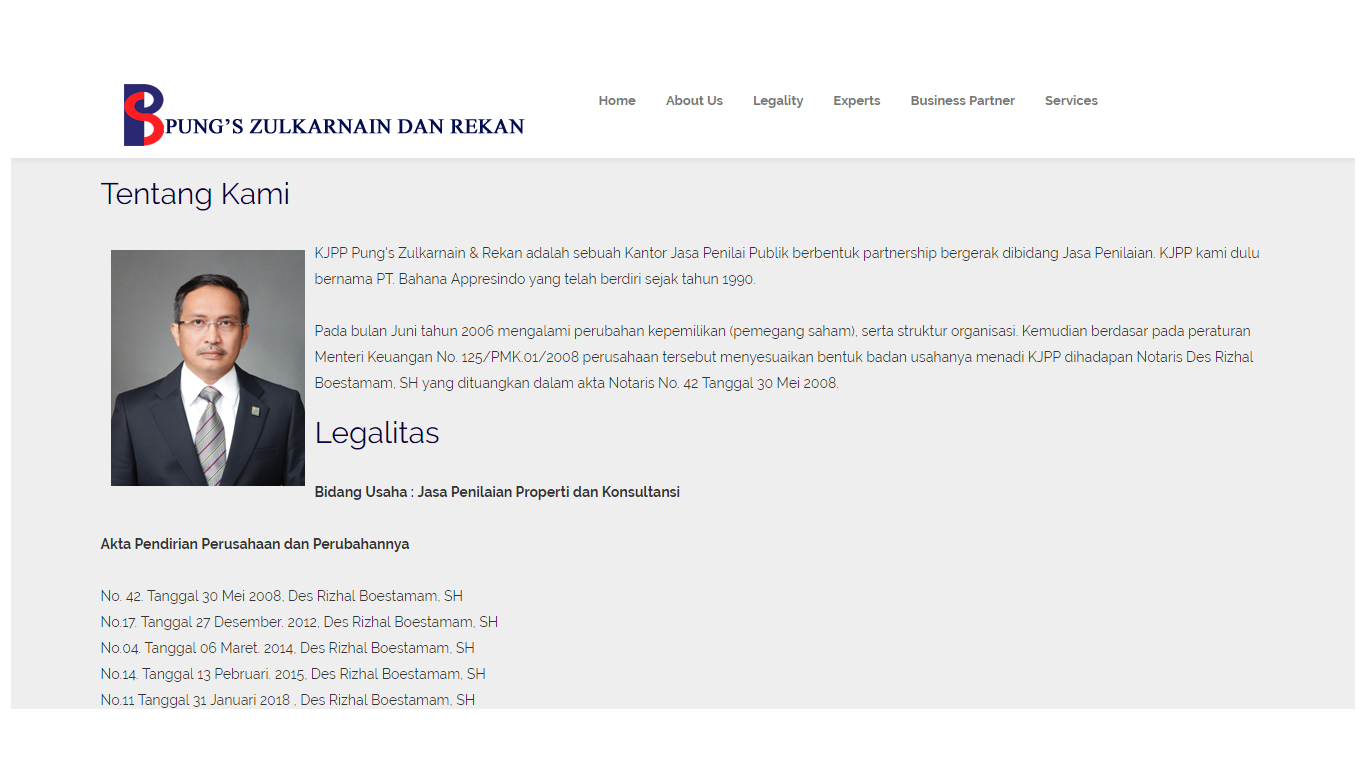 PUNG'S ZULKARNAIN DAN REKAN
Home
About Us
Legality
Experts
Business Partner
Services
Tentang Kami
KJPP Pung's Zulkarnain & Rekan adalah sebuah Kantor Jasa Penilai Publik berbentuk partnership bergerak dibidang Jasa Penilaian. KJPP kami dulu
bernama PT. Bahana Appresindo yang telah berdiri sejak tahun 1990.
Pada bulan Juni tahun 2006 mengalami perubahan kepemilikan (pemegang saham), serta struktur organisasi. Kemudian berdasar pada peraturan
Menteri Keuangan No. 125/PMK.01/2008 perusahaan tersebut menyesuaikan bentuk badan usahanya menadi KJPP dihadapan Notaris Des Rizhal
Boestamam, SH yang dituangkan dalam akta Notaris No. 42 Tanggal 30 Mei 2008.
Legalitas
Bidang Usaha : Jasa Penilaian Properti dan Konsultansi
Akta Pendirian Perusahaan dan Perubahannya
No. 42. Tanggal 30 Mei 2008, Des Rizhal Boestamam, SH
No.17. Tanggal 27 Desember. 2012, Des Rizhal Boestamam, SH
No.04. Tanggal 06 Maret. 2014, Des Rizhal Boestamam, SH
No.14. Tanggal 13 Pebruari. 2015, Des Rizhal Boestamam, SH
No.11 Tanggal 31 Januari 2018 , Des Rizhal Boestamam, SH